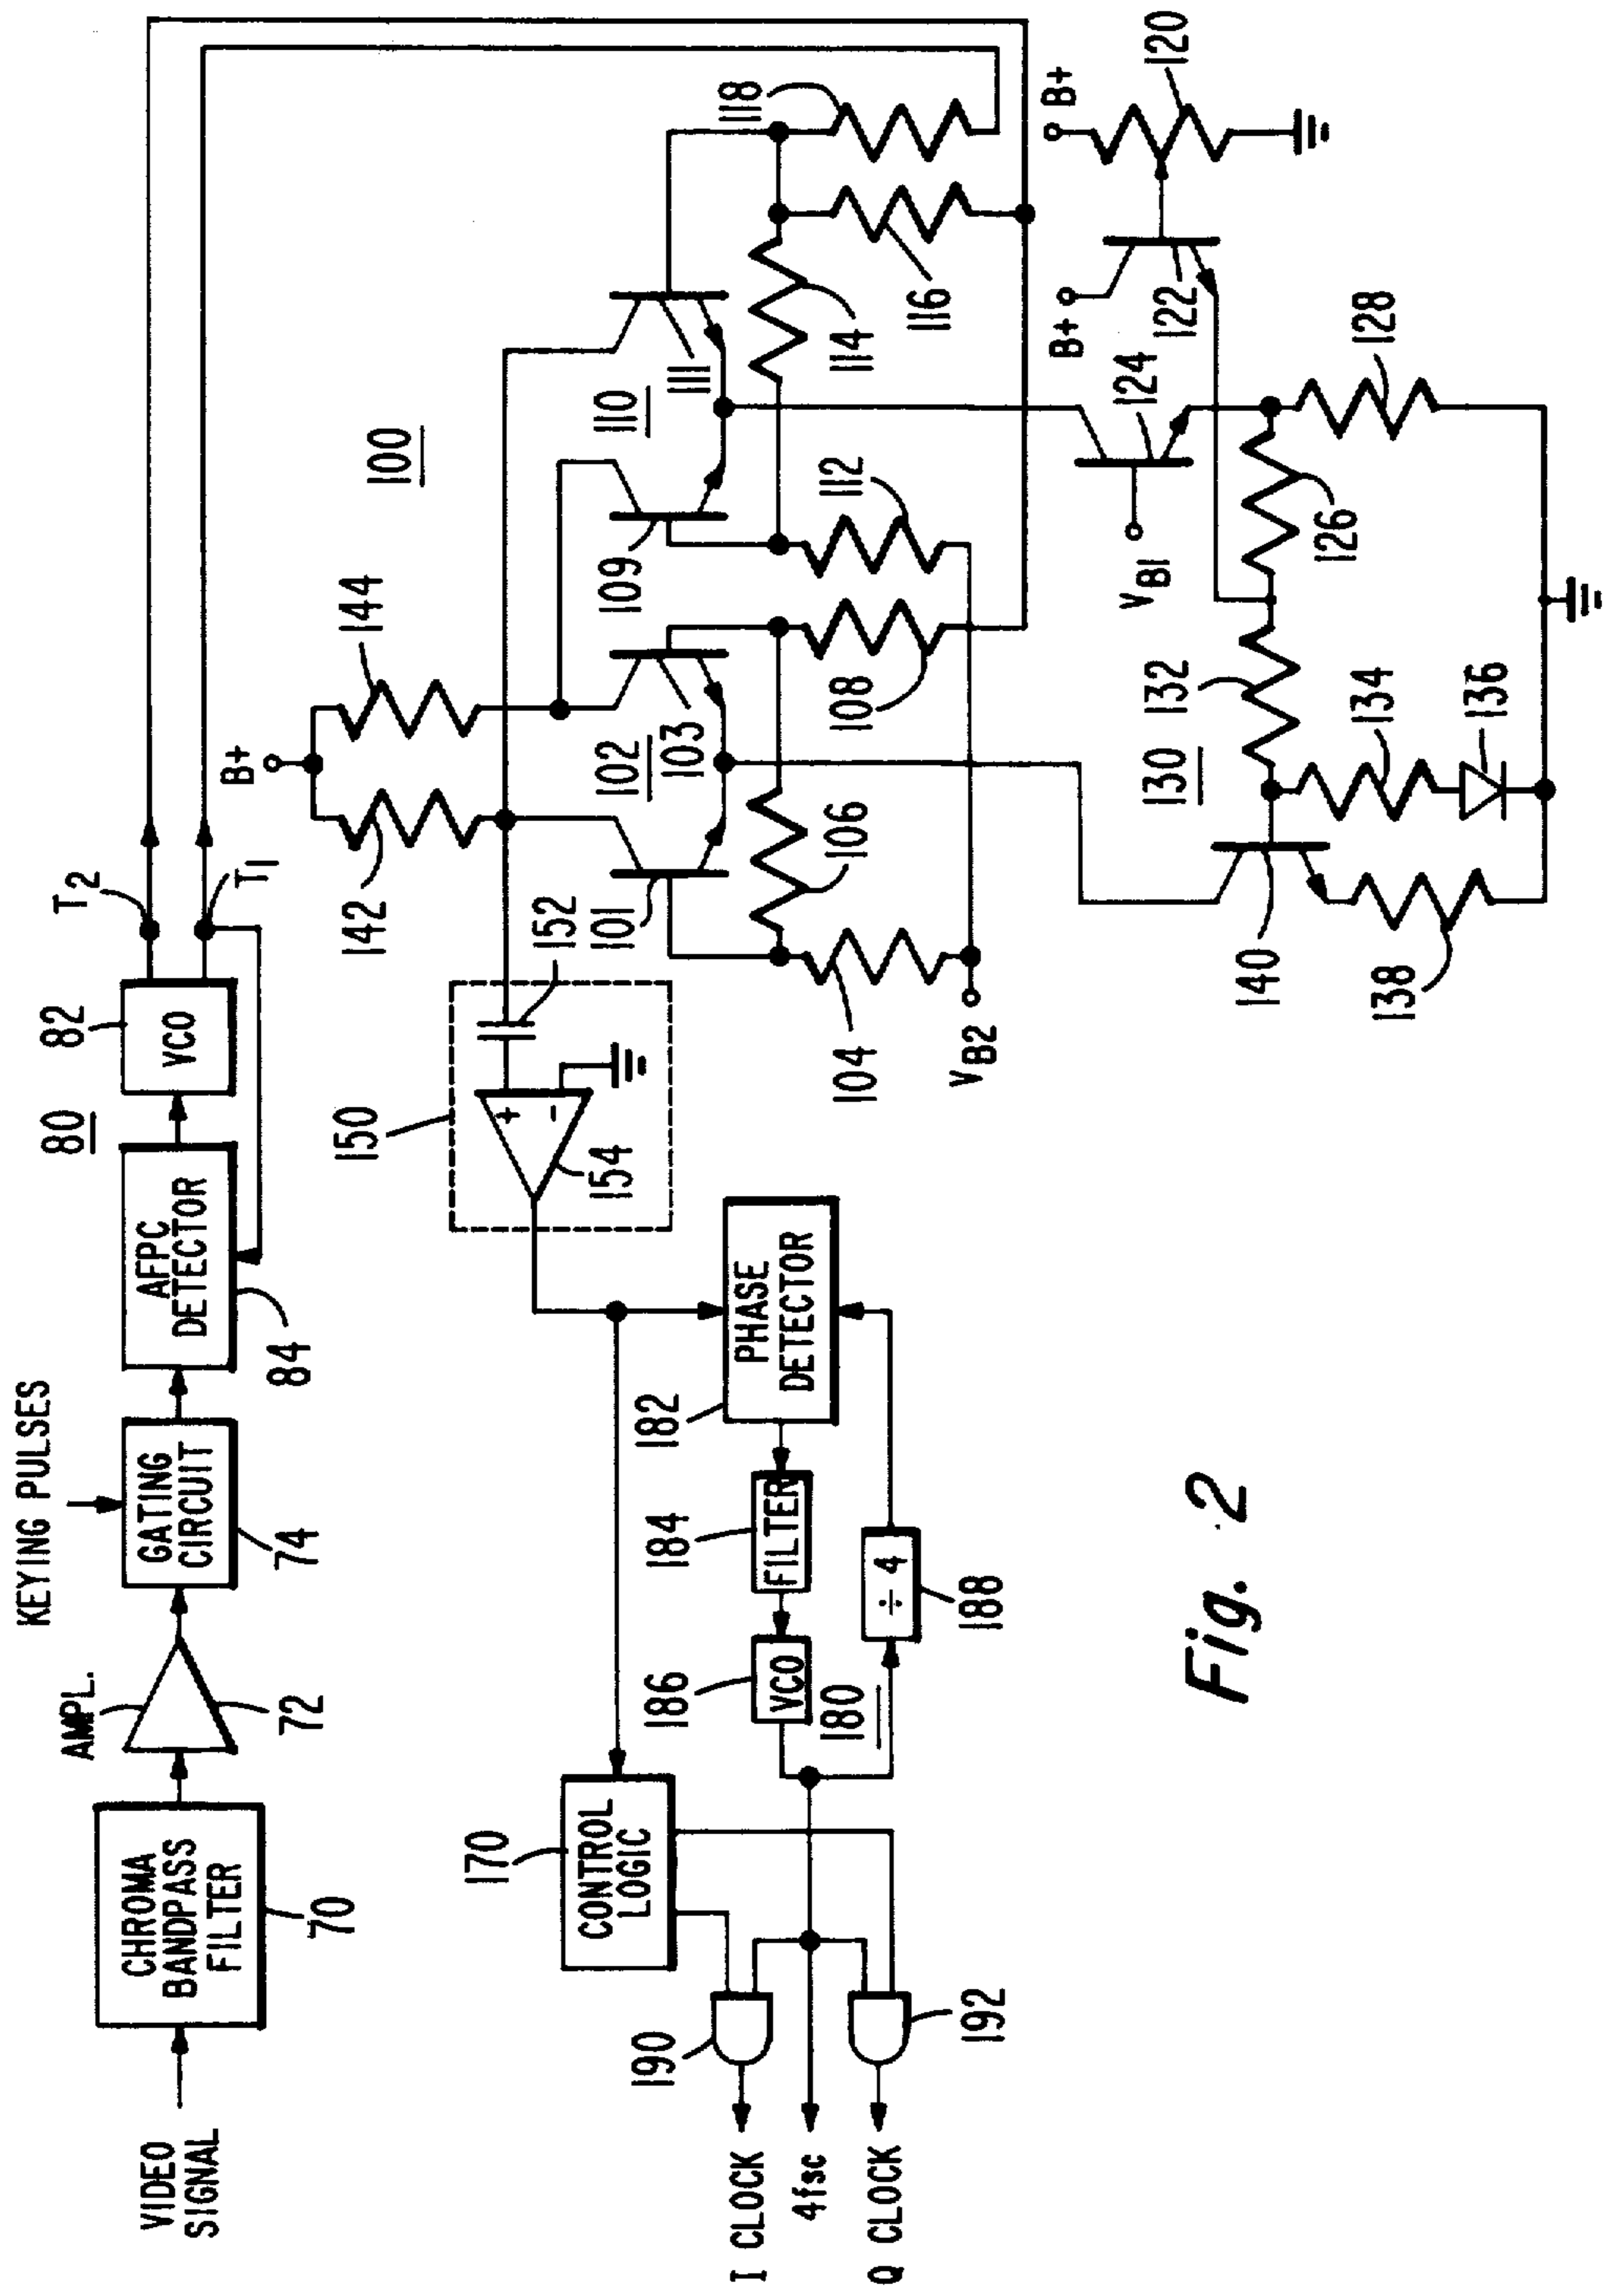 VIDEO
SIGNAL
CHROMA
BANDPASS
FILTER
70
AMPL.
72
KEYING PULSES
GATING
CIRCUIT
74
80
AFPC
DETECTOR
84
82
VCO
T2
T1
100
B+
142
144
150
152
154
+
-
101
102
103
104
106
108
109
110
111
112
114
116
118
VB2
B+
120
B+
122
124
VB1
126
128
130
132
134
136
138
140
170
CONTROL
LOGIC
182
PHASE
DETECTOR
184
FILTER
186
VCO
180
÷ 4
188
190
192
I CLOCK
4fsc
Q CLOCK
Fig. 2